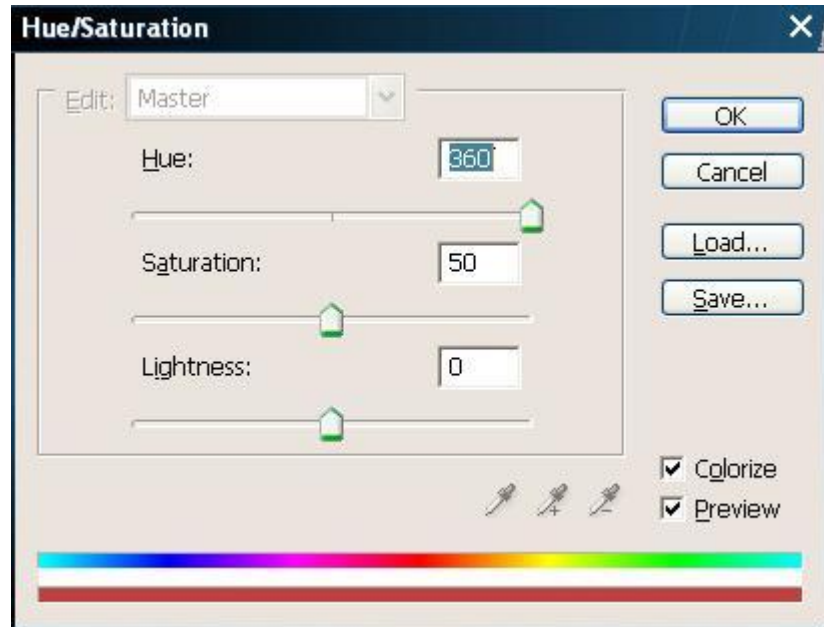 Hue/Saturation
Edit: Master
Hue: 360
Saturation: 50
Lightness: 0
OK
Cancel
Load...
Save...
Colorize
Preview